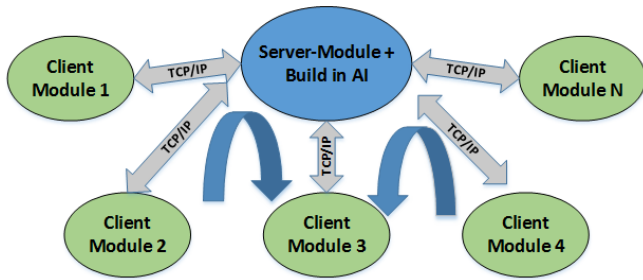 Server-Module +
Build in AI
Client
Module 1
TCP/IP
TCP/IP
Client
Module N
TCP/IP
TCP/IP
TCP/IP
Client
Module 2
Client
Module 3
Client
Module 4